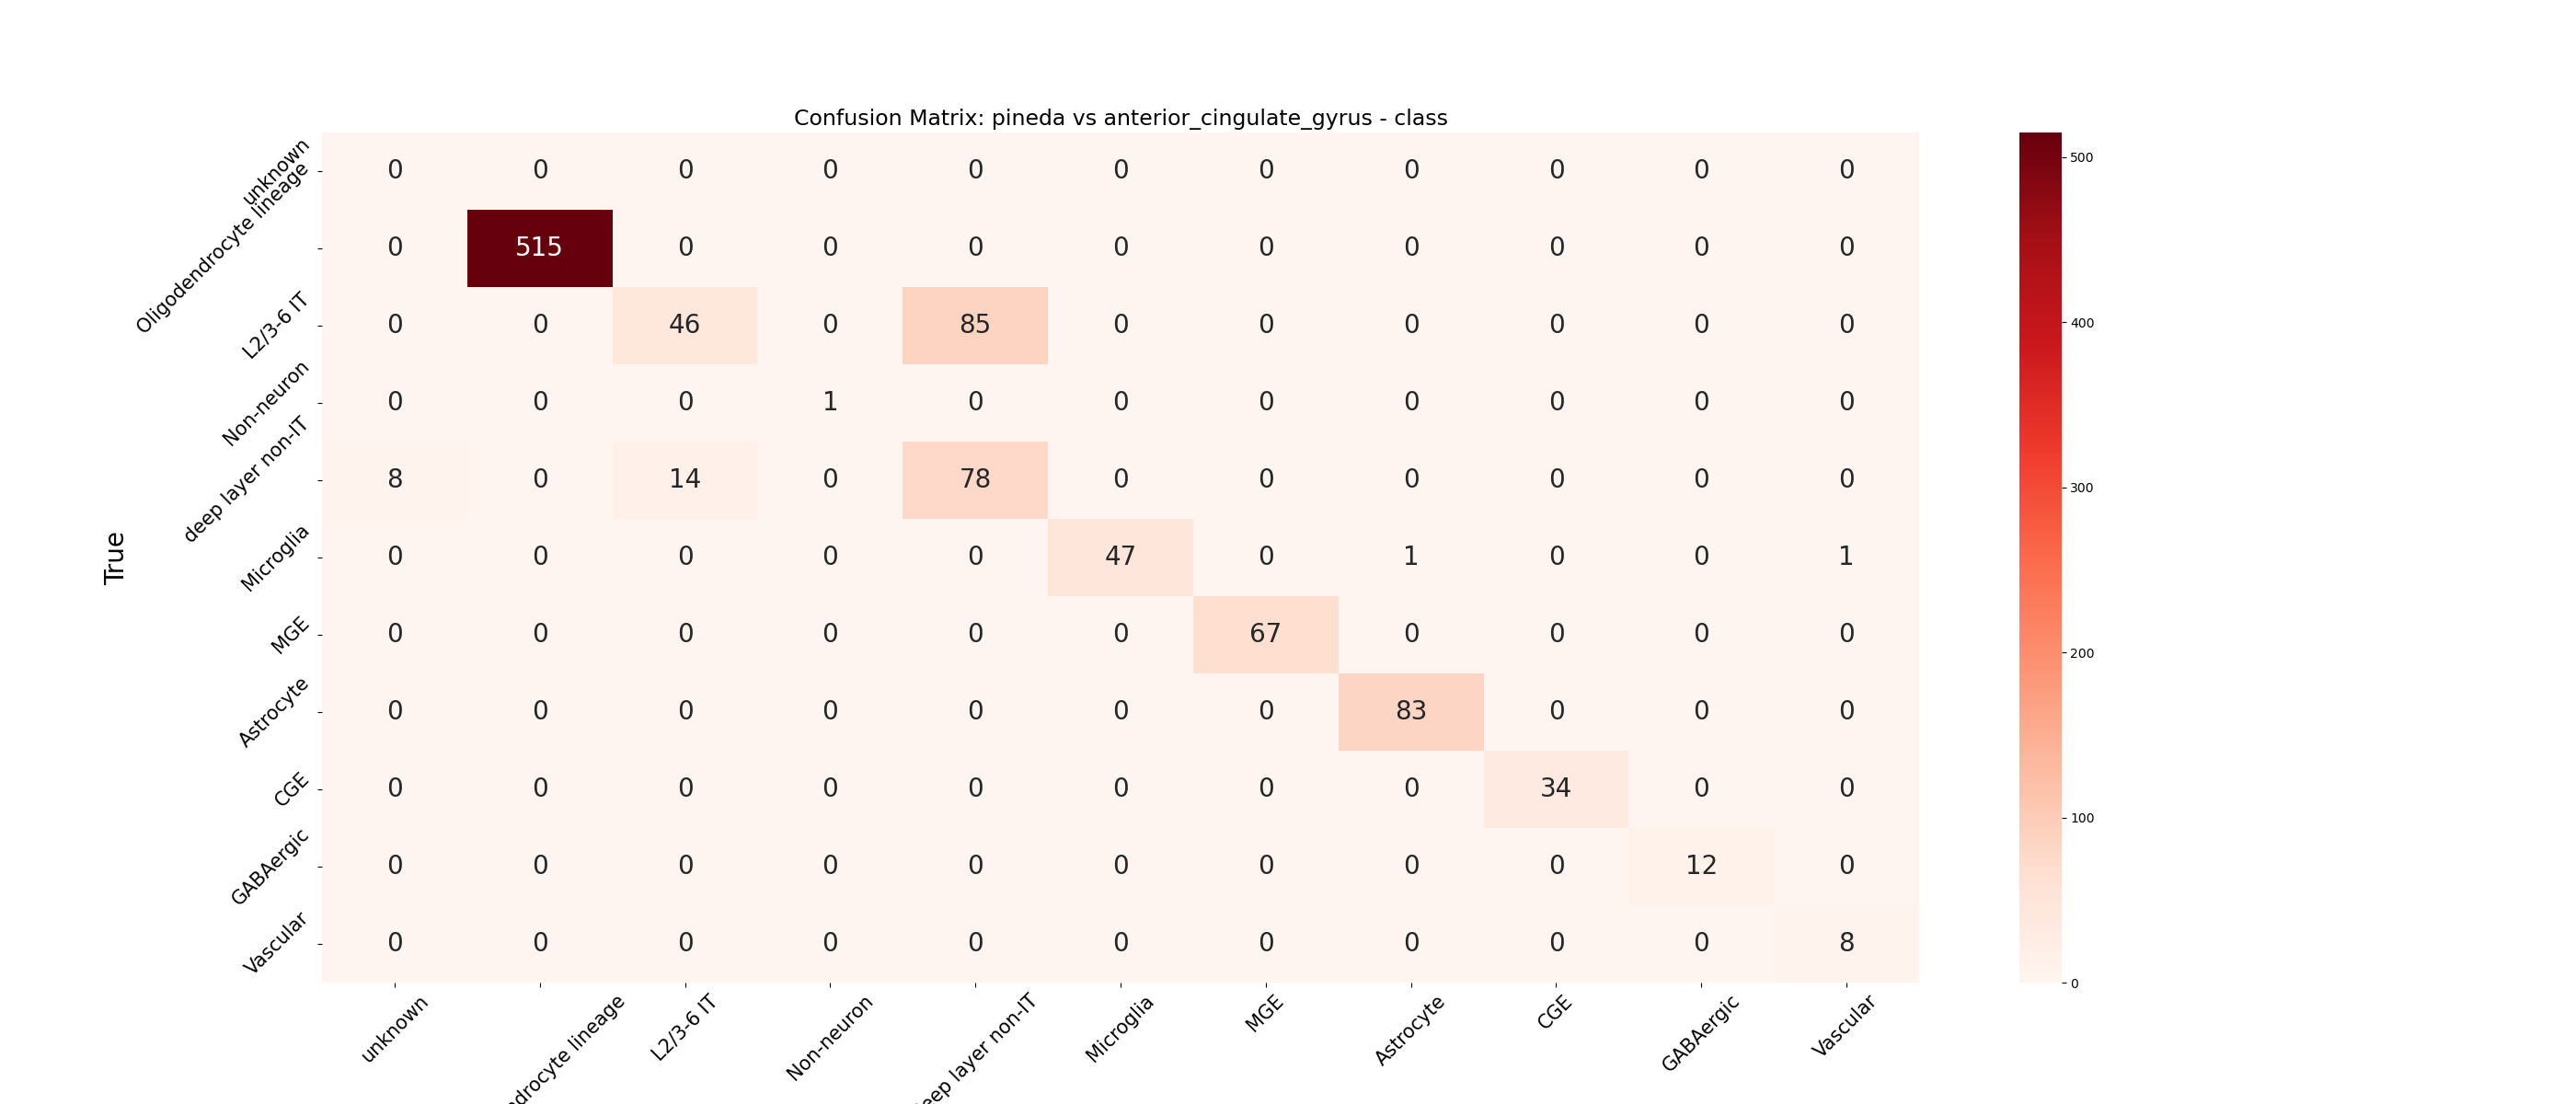 Confusion Matrix: pineda vs anterior_cingulate_gyrus - class
True
unknown 0 0 0 0 0 0 0 0 0 0 0
Oligodendrocyte lineage 0 515 0 0 0 0 0 0 0 0 0
L2/3-6 IT 0 0 46 0 85 0 0 0 0 0 0
Non-neuron 0 0 0 1 0 0 0 0 0 0 0
deep layer non-IT 8 0 14 0 78 0 0 0 0 0 0
Microglia 0 0 0 0 0 47 0 1 0 0 1
MGE 0 0 0 0 0 0 67 0 0 0 0
Astrocyte 0 0 0 0 0 0 0 83 0 0 0
CGE 0 0 0 0 0 0 0 0 34 0 0
GABAergic 0 0 0 0 0 0 0 0 0 12 0
Vascular 0 0 0 0 0 0 0 0 0 0 8
unknown
ndrocyte lineage
L2/3-6 IT
Non-neuron
eep layer non-IT
Microglia
MGE
Astrocyte
CGE
GABAergic
Vascular
500
400
300
200
100
0